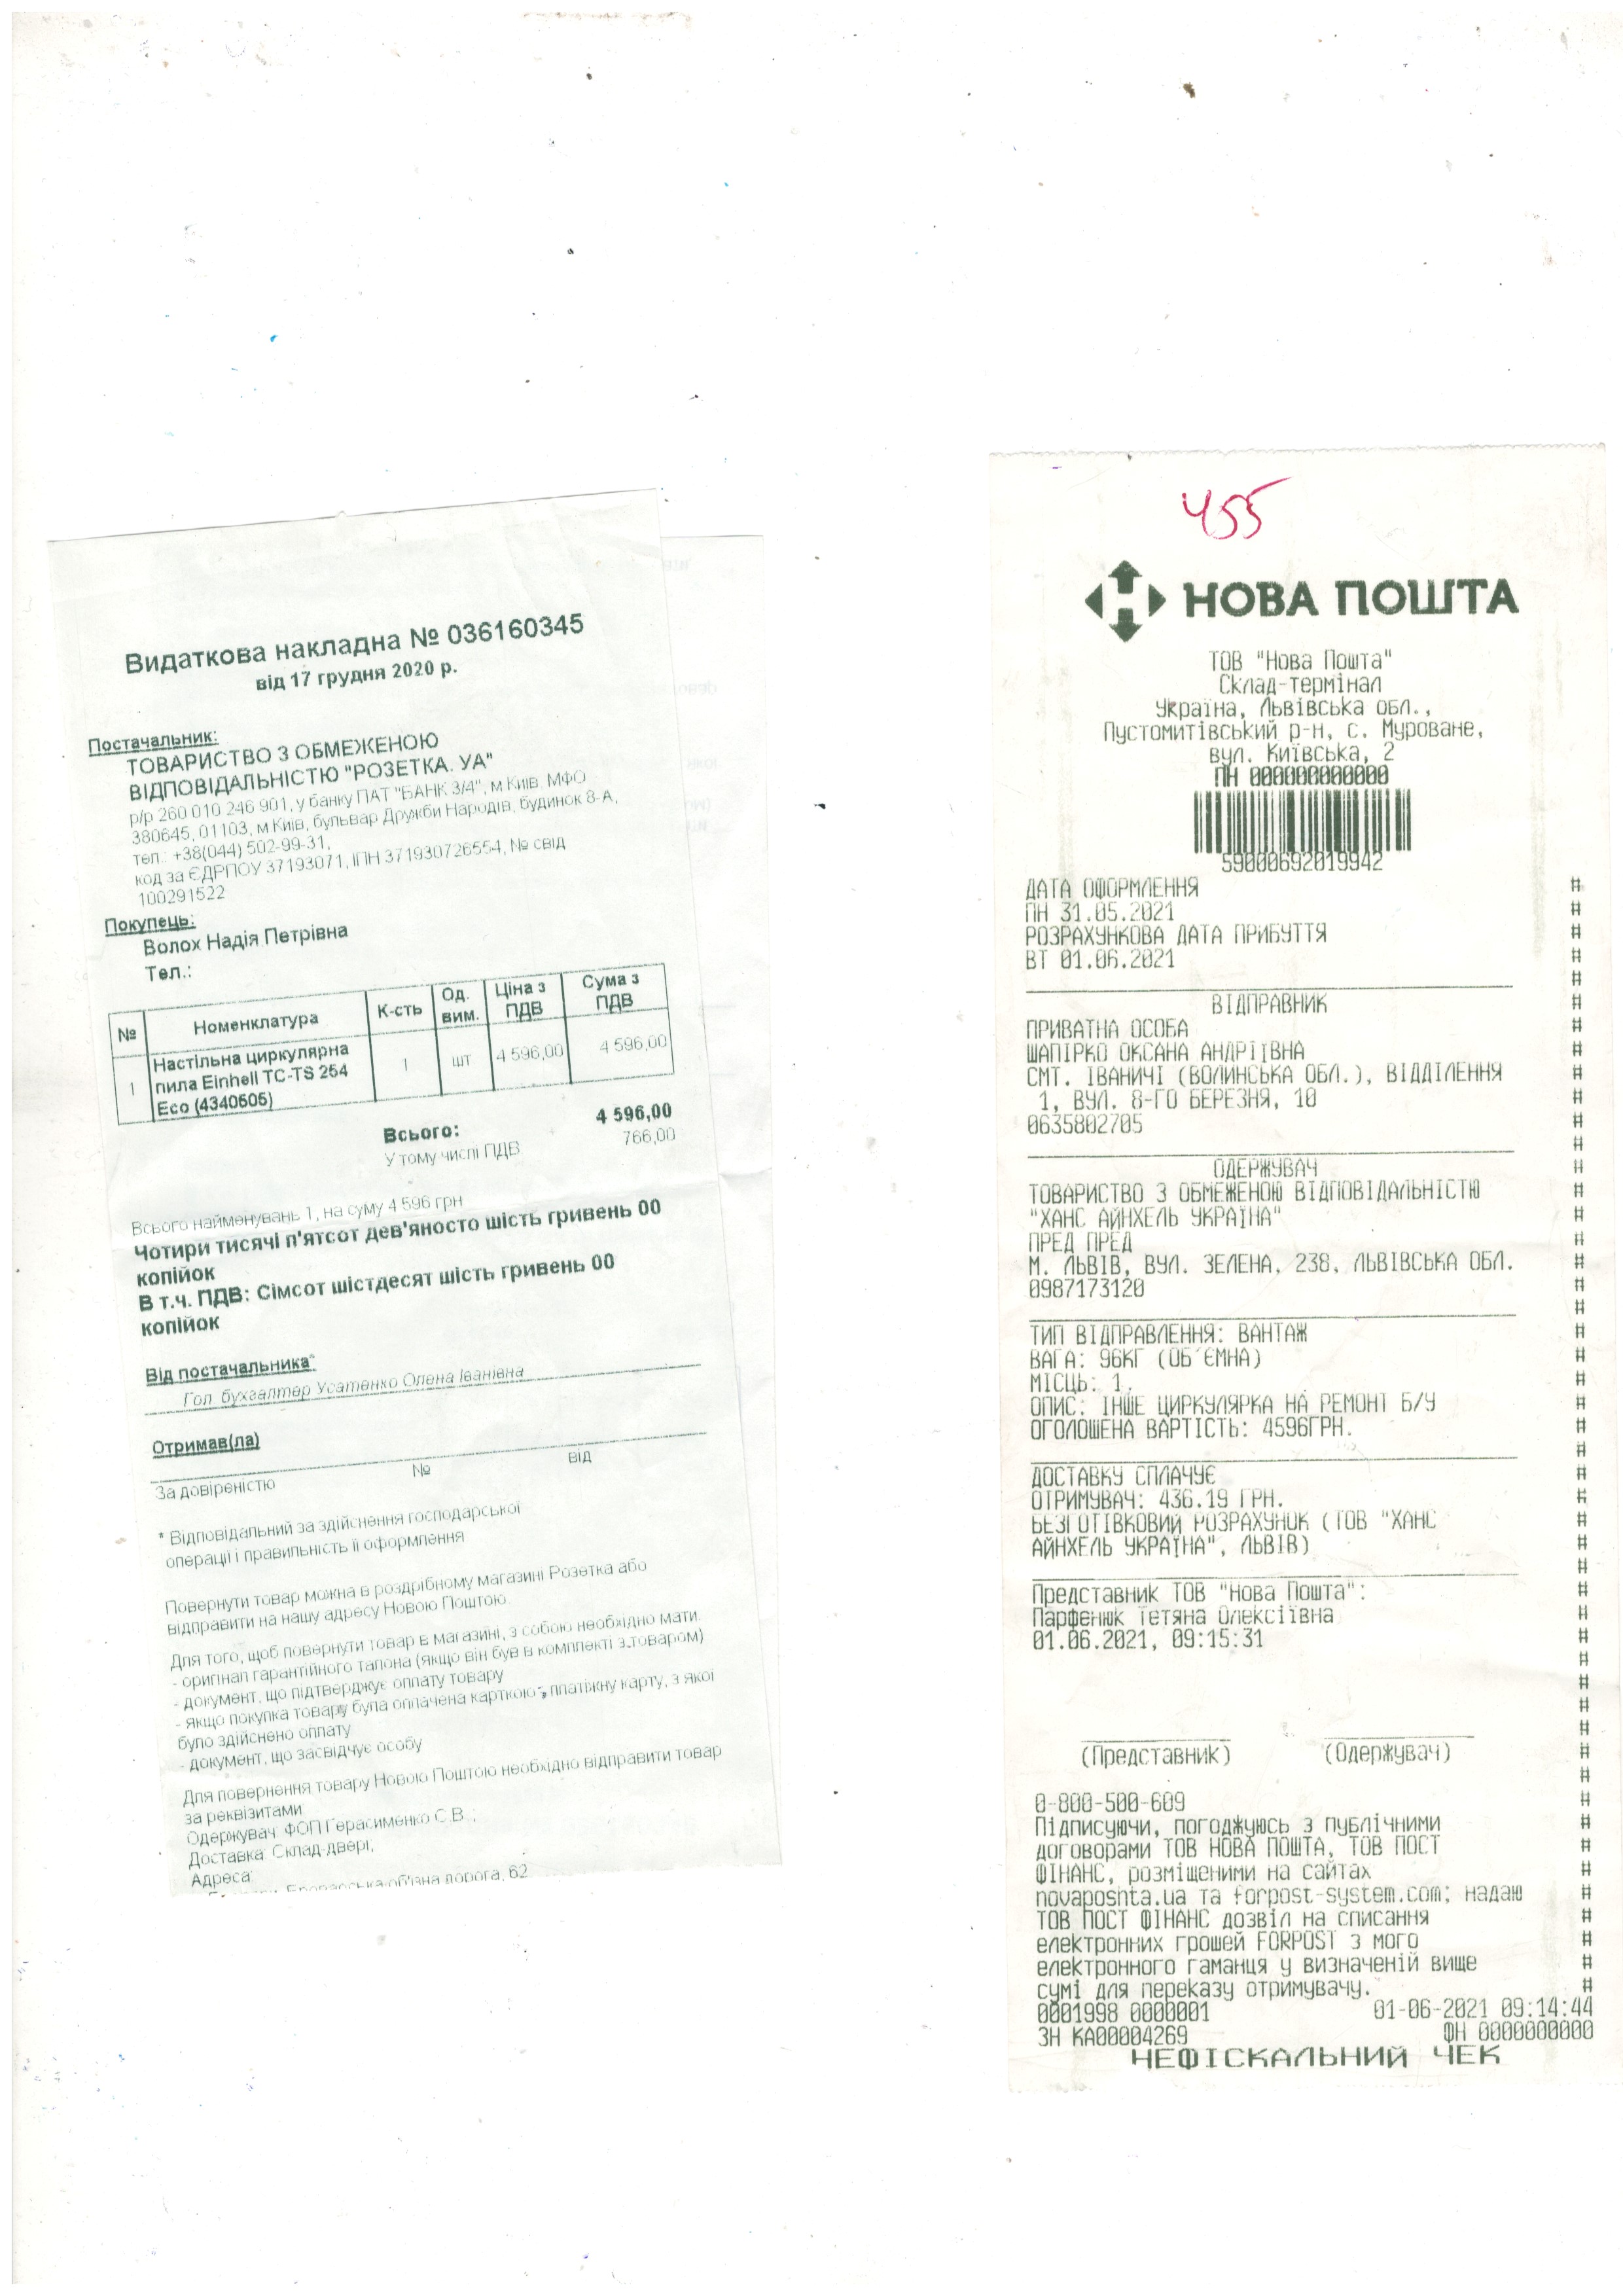 Видаткова накладна № 036160345
від 17 грудня 2020 р.
Постачальник:
ТОВАРИСТВО З ОБМЕЖЕНОЮ
ВІДПОВІДАЛЬНІСТЮ "РОЗЕТКА. УА"
р/р 260 010 246 901, у банку ПАТ "БАНК 3/4", м Київ, МФО
380645, 01103, м Київ, бульвар Дружби Народів, будинок 8-А,
тел.: +38(044) 502-99-31,
код за ЄДРПОУ 37193071, ІПН 371930726554, № свід
100291522
Покупець:
Волох Надія Петрівна
Тел.:
№ Номенклатура К-сть Од. вим. Ціна з ПДВ Сума з ПДВ
1 Настільна циркулярна 1 шт 4 596,00 4 596,00
пила Einhell TC-TS 254
Eco (4340505)
Всього: 4 596,00
У тому числі ПДВ 766,00
Всього найменувань 1, на суму 4 596 грн
Чотири тисячі п'ятсот дев'яносто шість гривень 00
копійок
В т.ч. ПДВ: Сімсот шістдесят шість гривень 00
копійок
Від постачальника*
Гол. бухгалтер Усатенко Олена Іванівна
Отримав(ла)
За довіреністю № від
* Відповідальний за здійснення господарської
операції і правильність її оформлення
Повернути товар можна в роздрібному магазині Розетка або
відправити на нашу адресу Новою Поштою.
Для того, щоб повернути товар в магазині, з собою необхідно мати:
- оригінал гарантійного талона (якщо він був в комплекті з товаром)
- документ, що підтверджує оплату товару
- якщо покупка товару була оплачена карткою - платіжну карту, з якої
було здійснено оплату
- документ, що засвідчує особу
Для повернення товару Новою Поштою необхідно відправити товар
за реквізитами:
Одержувач: ФОП Герасименко С.В.,
Доставка: Склад-двері,
Адреса:
об'їзна дорога, 62
455
НОВА ПОШТА
ТОВ "Нова Пошта"
Склад-термінал
Україна, Львівська обл.,
Пустомитівський р-н, с. Муроване,
вул. Київська, 2
ПН 000000000000
59000692019942
ДАТА ОФОРМЛЕННЯ
ПН 31.05.2021
РОЗРАХУНКОВА ДАТА ПРИБУТТЯ
ВТ 01.06.2021
ВІДПРАВНИК
ПРИВАТНА ОСОБА
ШАПІРКО ОКСАНА АНДРІЇВНА
СМТ. ІВАНИЧІ (ВОЛИНСЬКА ОБЛ.), ВІДДІЛЕННЯ
1, ВУЛ. 8-ГО БЕРЕЗНЯ, 10
0635802705
ОДЕРЖУВАЧ
ТОВАРИСТВО З ОБМЕЖЕНОЮ ВІДПОВІДАЛЬНІСТЮ
"ХАНС АЙНХЕЛЬ УКРАЇНА"
ПРЕД ПРЕД
М. ЛЬВІВ, ВУЛ. ЗЕЛЕНА, 238, ЛЬВІВСЬКА ОБЛ.
0987173120
ТИП ВІДПРАВЛЕННЯ: ВАНТАЖ
ВАГА: 96КГ (ОБ'ЄМНА)
МІСЦЬ: 1.
ОПИС: ІНШЕ ЦИРКУЛЯРКА НА РЕМОНТ Б/У
ОГОЛОШЕНА ВАРТІСТЬ: 4596ГРН.
ДОСТАВКУ СПЛАЧУЄ
ОТРИМУВАЧ: 436.19 ГРН.
БЕЗГОТІВКОВИЙ РОЗРАХУНОК (ТОВ "ХАНС
АЙНХЕЛЬ УКРАЇНА", ЛЬВІВ)
Представник ТОВ "Нова Пошта":
Парфенюк Тетяна Олексіївна
01.06.2021, 09:15:31
(Представник) (Одержувач)
0-800-500-609
Підписуючи, погоджуюсь з публічними
договорами ТОВ НОВА ПОШТА, ТОВ ПОСТ
ФІНАНС, розміщеними на сайтах
novaposhta.ua та forpost-system.com; надаю
ТОВ ПОСТ ФІНАНС дозвіл на списання
електронних грошей FORPOST з мого
електронного гаманця у визначеній вище
сумі для переказу отримувачу.
0001998 0000001 01-06-2021 09:14:44
ЗН КА00004269 ФН 0000000000
НЕФІСКАЛЬНИЙ ЧЕК